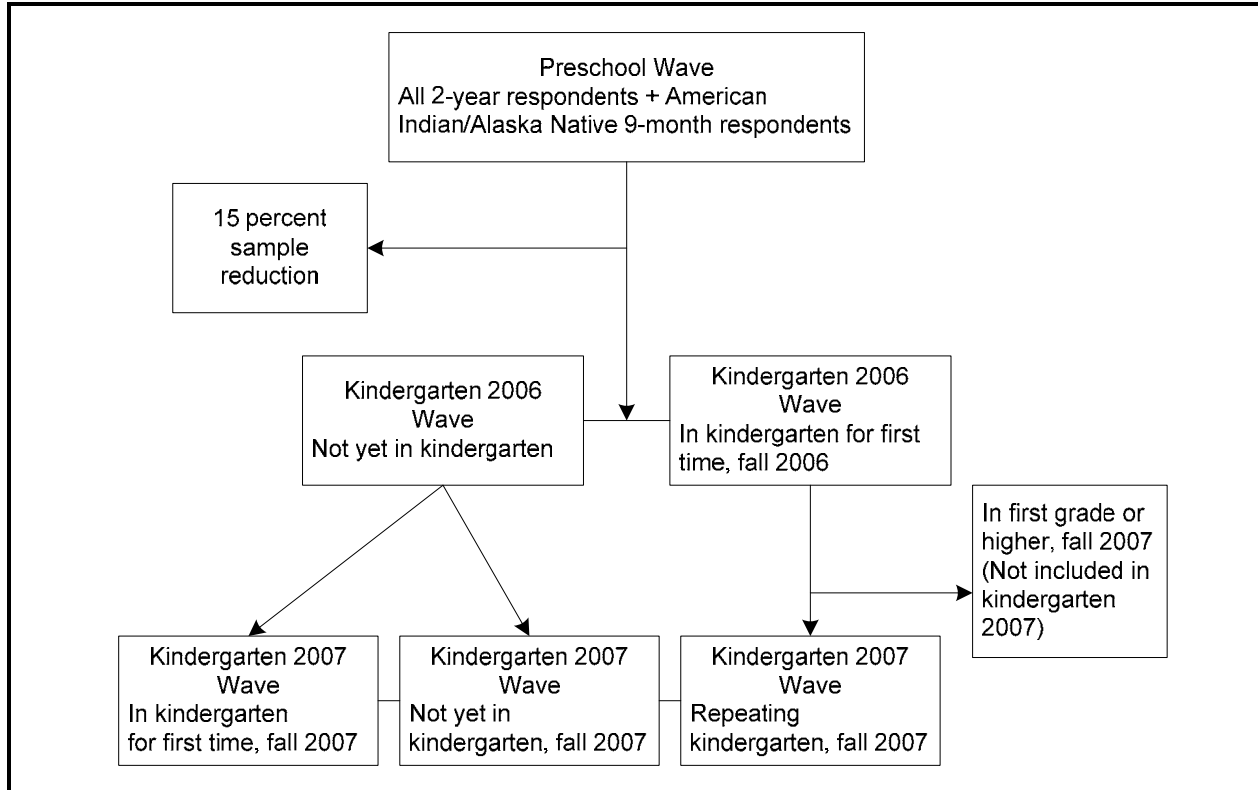 Preschool Wave
All 2-year respondents + American
Indian/Alaska Native 9-month respondents
15 percent
sample
reduction
Kindergarten 2006
Wave
Not yet in kindergarten
Kindergarten 2006
Wave
In kindergarten for first
time, fall 2006
In first grade or
higher, fall 2007
(Not included in
kindergarten
2007)
Kindergarten 2007
Wave
In kindergarten
for first time, fall 2007
Kindergarten 2007
Wave
Not yet in
kindergarten, fall 2007
Kindergarten 2007
Wave
Repeating
kindergarten, fall 2007